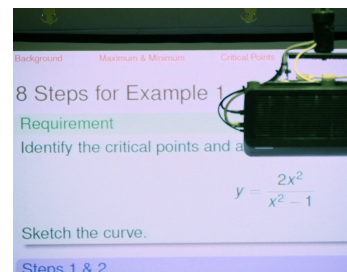 Background Maximum & Minimum Critical Points
8 Steps for Example 1
Requirement
Identify the critical points and a
y = 2x² / x² − 1
Sketch the curve.
Steps 1 & 2